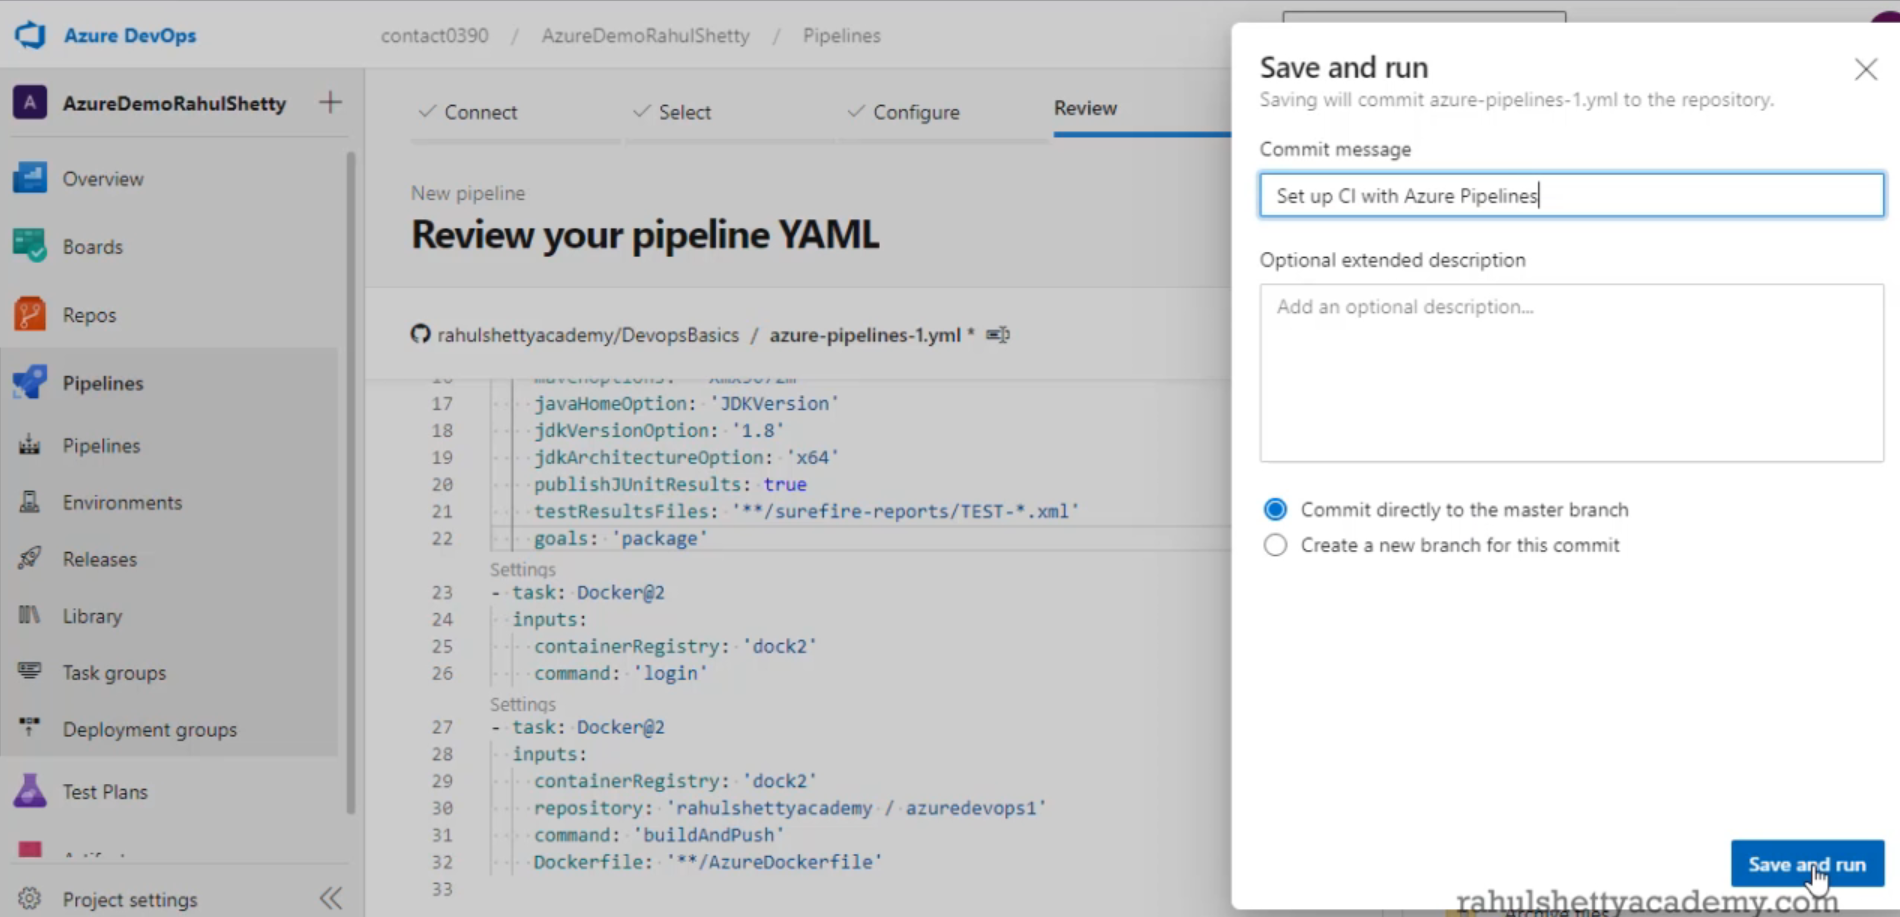 Azure DevOps
contact0390 / AzureDemoRahulShetty / Pipelines
A AzureDemoRahulShetty
Overview
Boards
Repos
Pipelines
Pipelines
Environments
Releases
Library
Task groups
Deployment groups
Test Plans
Project settings
Connect
Select
Configure
Review
New pipeline
Review your pipeline YAML
rahulshettyacademy/DevopsBasics / azure-pipelines-1.yml *
17 javaHomeOption: 'JDKVersion'
18 jdkVersionOption: '1.8'
19 jdkArchitectureOption: 'x64'
20 publishJUnitResults: true
21 testResultsFiles: '**/surefire-reports/TEST-*.xml'
22 goals: 'package'
Settings
23 - task: Docker@2
24 inputs:
25 containerRegistry: 'dock2'
26 command: 'login'
Settings
27 - task: Docker@2
28 inputs:
29 containerRegistry: 'dock2'
30 repository: 'rahulshettyacademy / azuredevops1'
31 command: 'buildAndPush'
32 Dockerfile: '**/AzureDockerfile'
33
Save and run
Saving will commit azure-pipelines-1.yml to the repository.
Commit message
Set up CI with Azure Pipelines
Optional extended description
Add an optional description...
Commit directly to the master branch
Create a new branch for this commit
Save and run
rahulshettyacademy.com